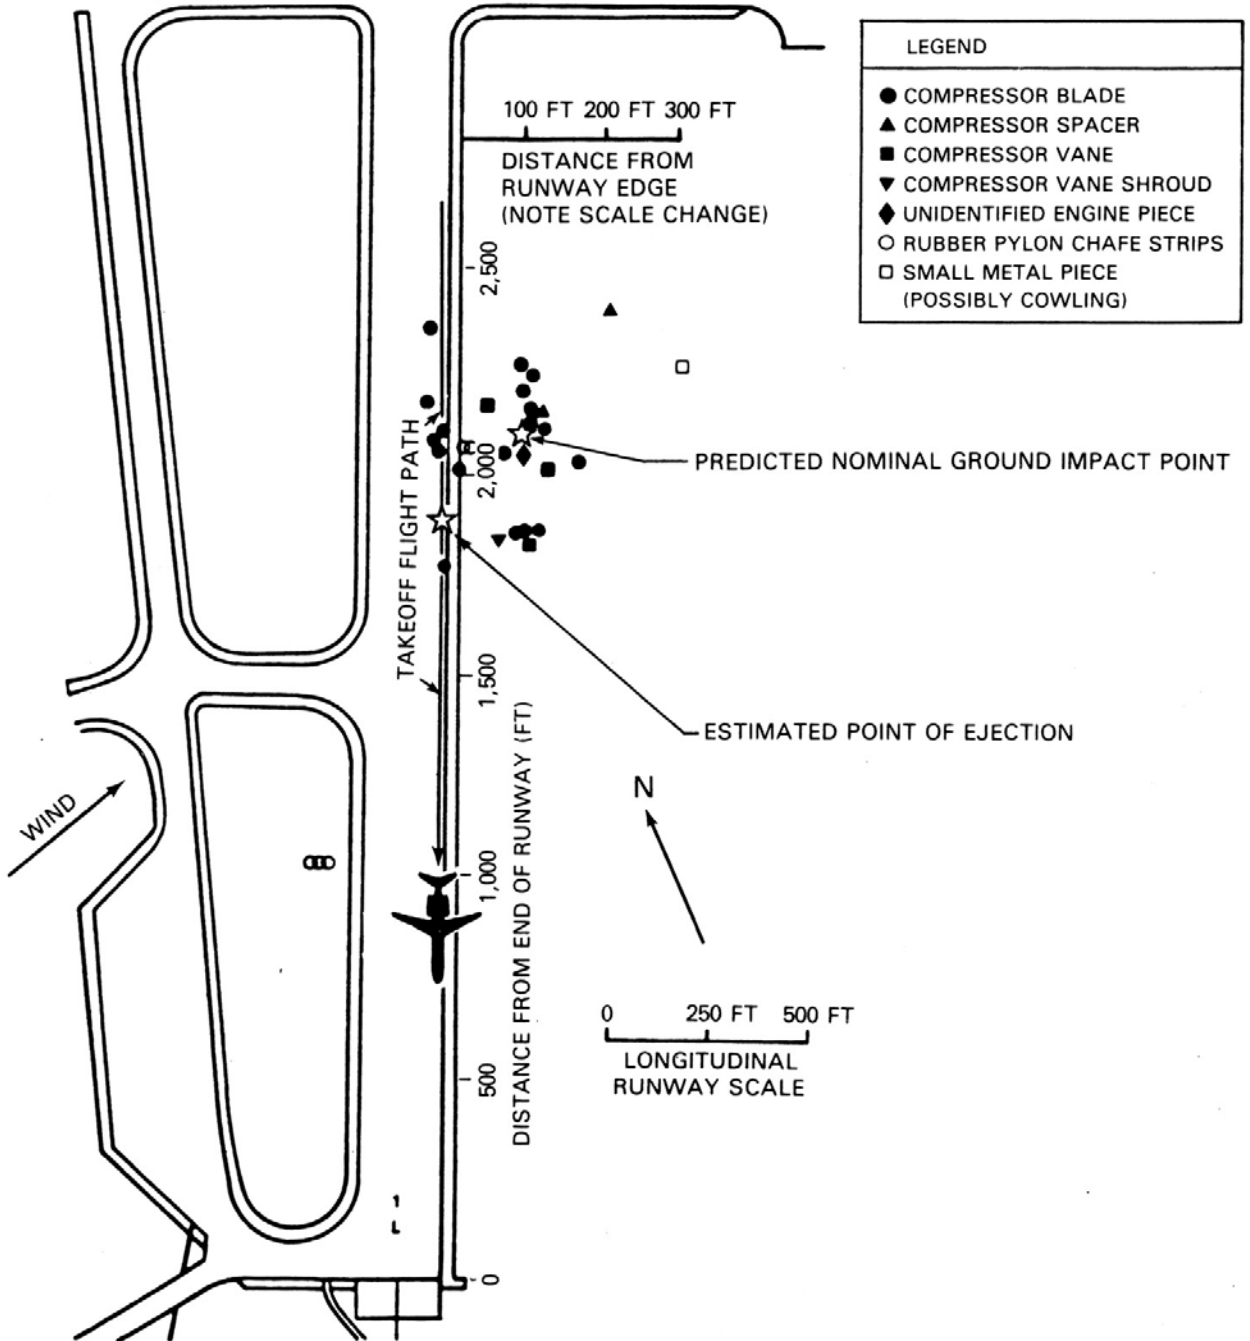 LEGEND
COMPRESSOR BLADE
COMPRESSOR SPACER
COMPRESSOR VANE
COMPRESSOR VANE SHROUD
UNIDENTIFIED ENGINE PIECE
RUBBER PYLON CHAFE STRIPS
SMALL METAL PIECE
(POSSIBLY COWLING)
100 FT 200 FT 300 FT
DISTANCE FROM
RUNWAY EDGE
(NOTE SCALE CHANGE)
2,500
2,000
1,500
1,000
500
0
TAKEOFF FLIGHT PATH
PREDICTED NOMINAL GROUND IMPACT POINT
ESTIMATED POINT OF EJECTION
DISTANCE FROM END OF RUNWAY (FT)
WIND
N
0 250 FT 500 FT
LONGITUDINAL
RUNWAY SCALE
1
L